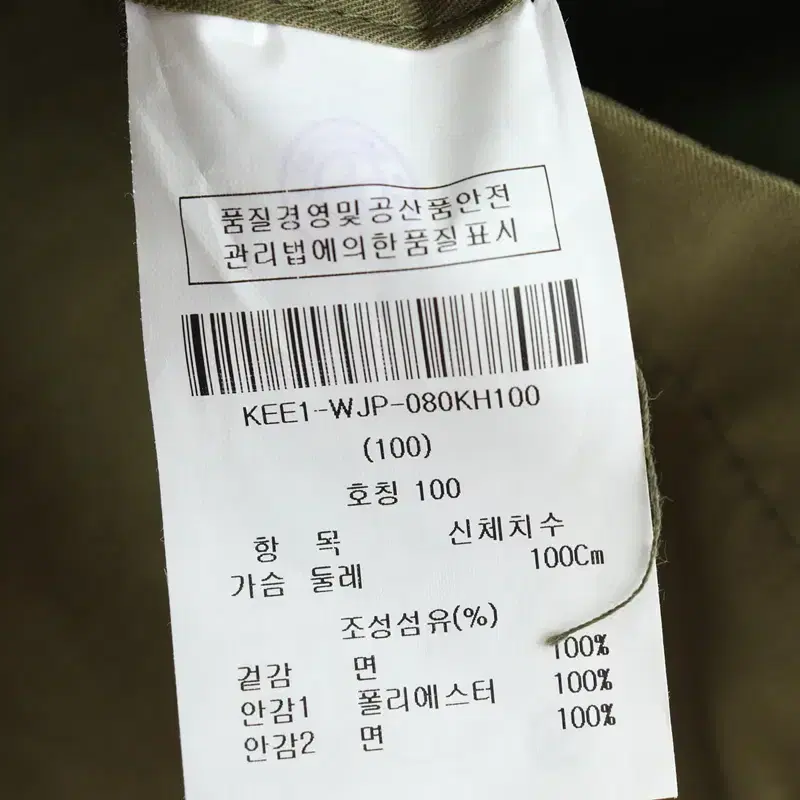 품질경영및공산품안전
관리법에의한품질표시
KEE1-WJP-080KH100
(100)
호칭 100
항 목 신체치수
가슴 둘레 100Cm
조성섬유(%)
겉감 면 100%
안감1 폴리에스터 100%
안감2 면 100%